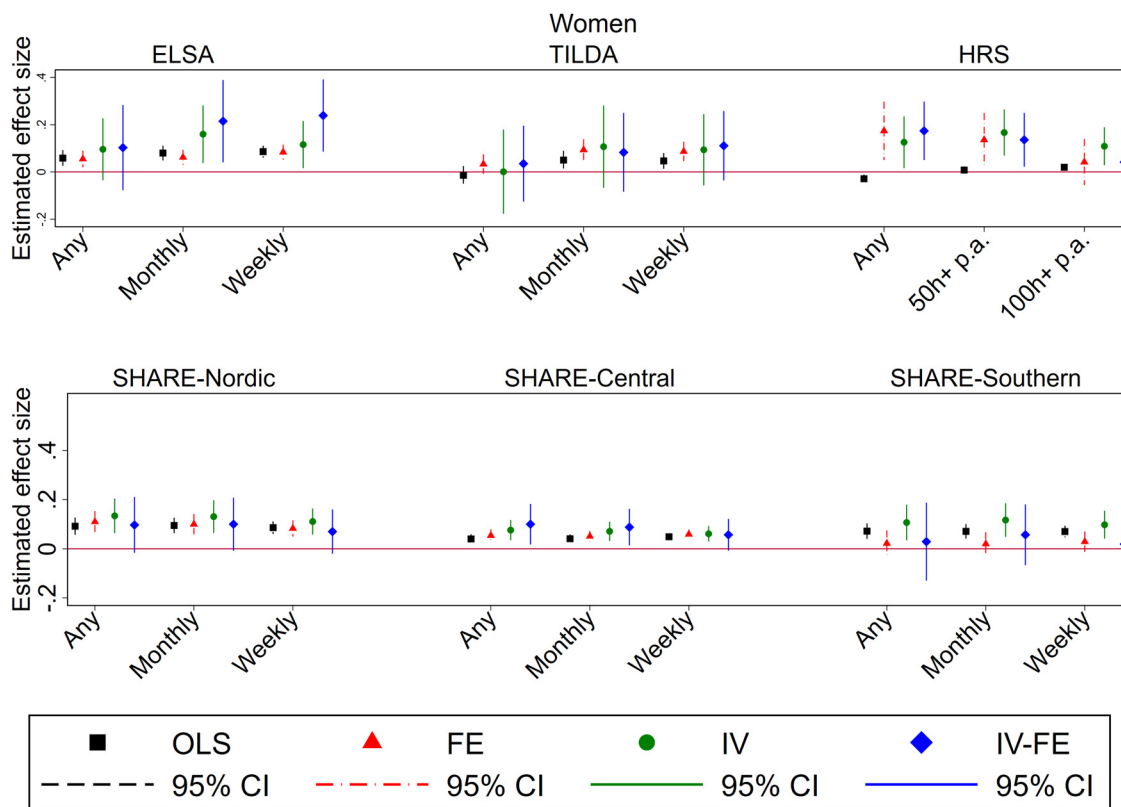 Women
ELSA TILDA HRS
Estimated effect size
.4
.2
0
-.2
Any Monthly Weekly Any Monthly Weekly Any 50h+ p.a. 100h+ p.a.
SHARE-Nordic SHARE-Central SHARE-Southern
Estimated effect size
.4
.2
0
-.2
Any Monthly Weekly Any Monthly Weekly Any Monthly Weekly
OLS FE IV IV-FE
95% CI 95% CI 95% CI 95% CI